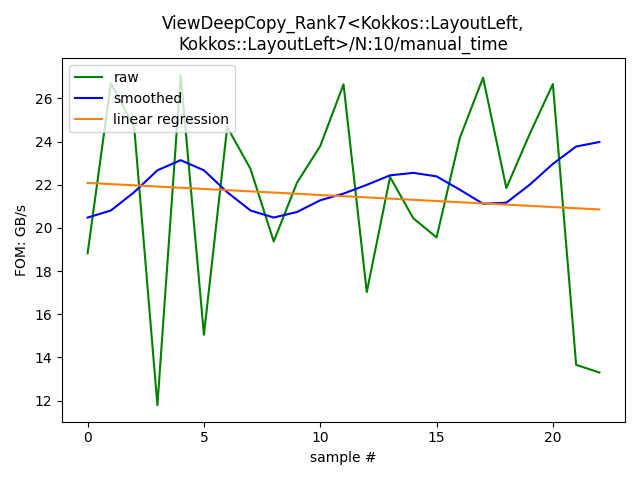 ViewDeepCopy_Rank7<Kokkos::LayoutLeft,
Kokkos::LayoutLeft>/N:10/manual_time
raw
smoothed
linear regression
FOM: GB/s
26
24
22
20
18
16
14
12
0
5
10
15
20
sample #